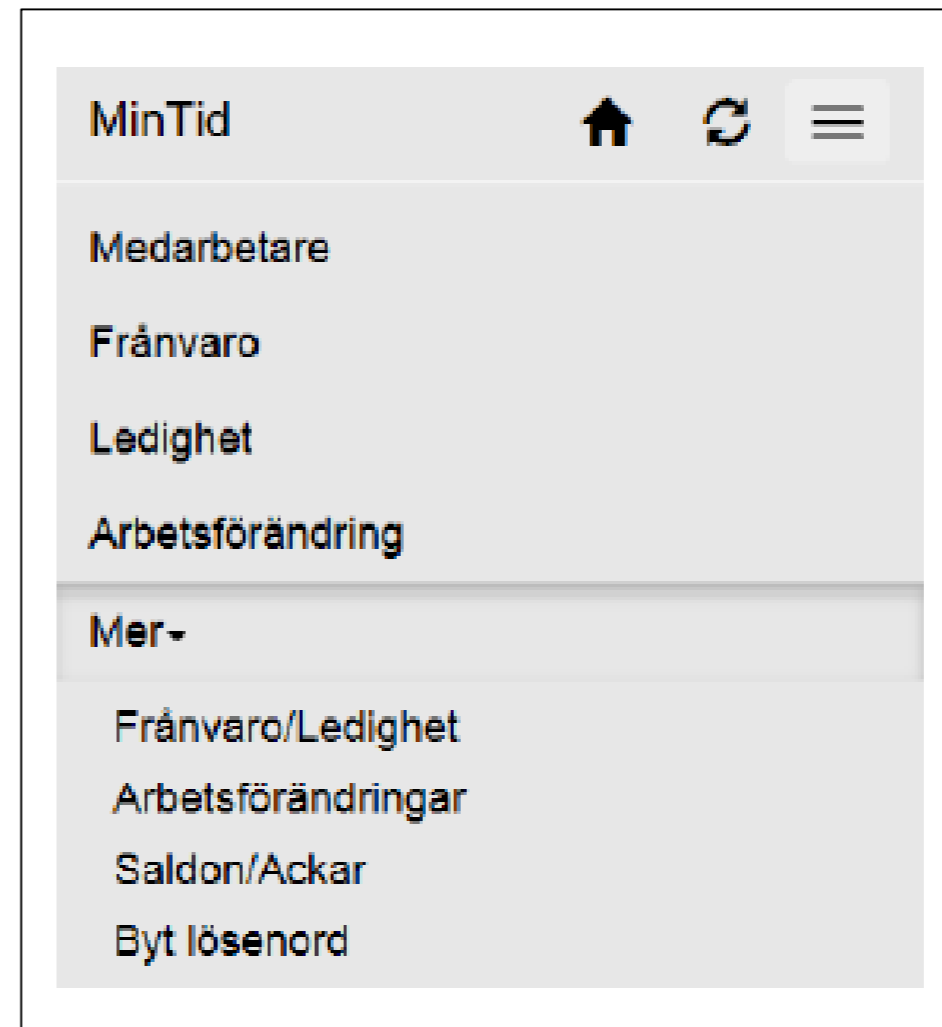 MinTid
Medarbetare
Frånvaro
Ledighet
Arbetsförändring
Mer
Frånvaro/Ledighet
Arbetsförändringar
Saldon/Ackar
Byt lösenord